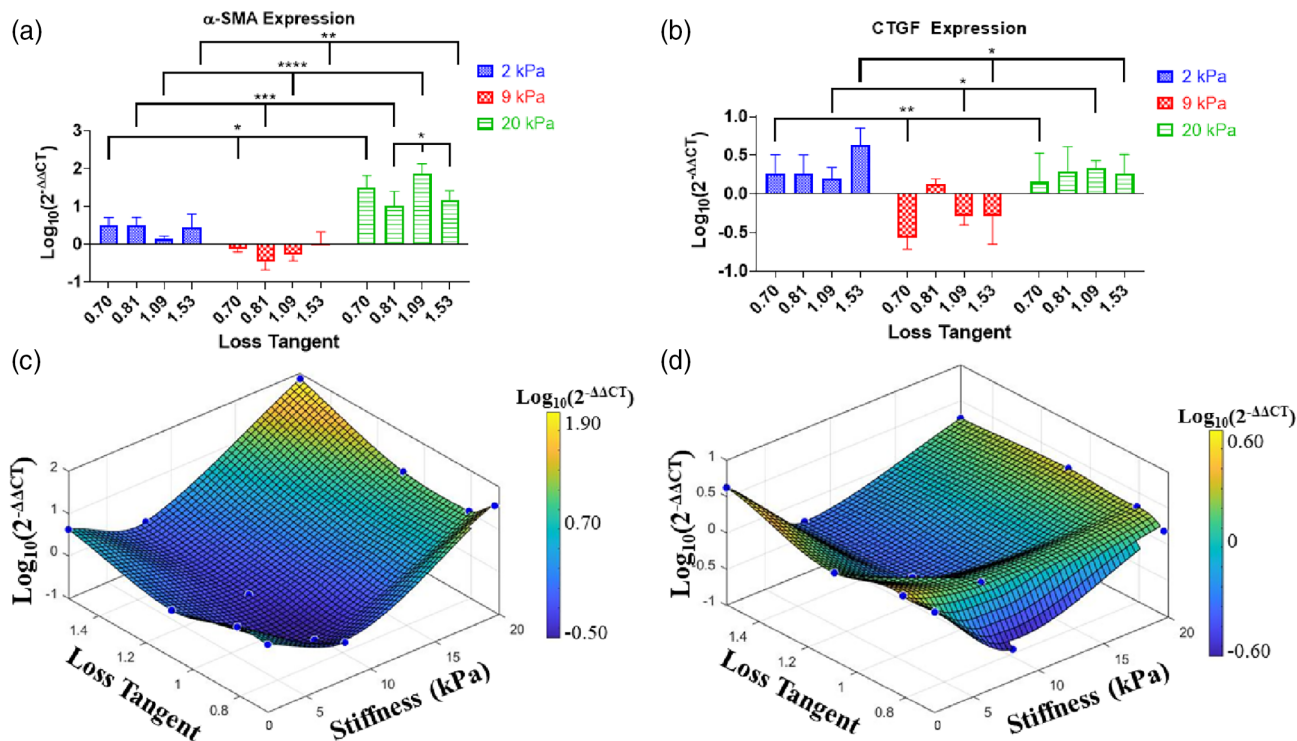 (a)
α-SMA Expression
**
****
***
*
*
2 kPa
9 kPa
20 kPa
Log10(2^-ΔΔCT)
3
2
1
0
-1
0.70 0.81 1.09 1.53 0.70 0.81 1.09 1.53 0.70 0.81 1.09 1.53
Loss Tangent
(b)
CTGF Expression
*
*
**
2 kPa
9 kPa
20 kPa
Log10(2^-ΔΔCT)
1.0
0.5
0.0
-0.5
-1.0
0.70 0.81 1.09 1.53 0.70 0.81 1.09 1.53 0.70 0.81 1.09 1.53
Loss Tangent
(c)
Log10(2^-ΔΔCT)
1.90
0.70
-0.50
Log10(2^-ΔΔCT)
2
1
0
-1
1.4
1.2
1
0.8
Loss Tangent
0
5
10
15
20
Stiffness (kPa)
(d)
Log10(2^-ΔΔCT)
0.60
0
-0.60
Log10(2^-ΔΔCT)
1
0.5
0
-0.5
-1
1.4
1.2
1
0.8
Loss Tangent
0
5
10
15
20
Stiffness (kPa)